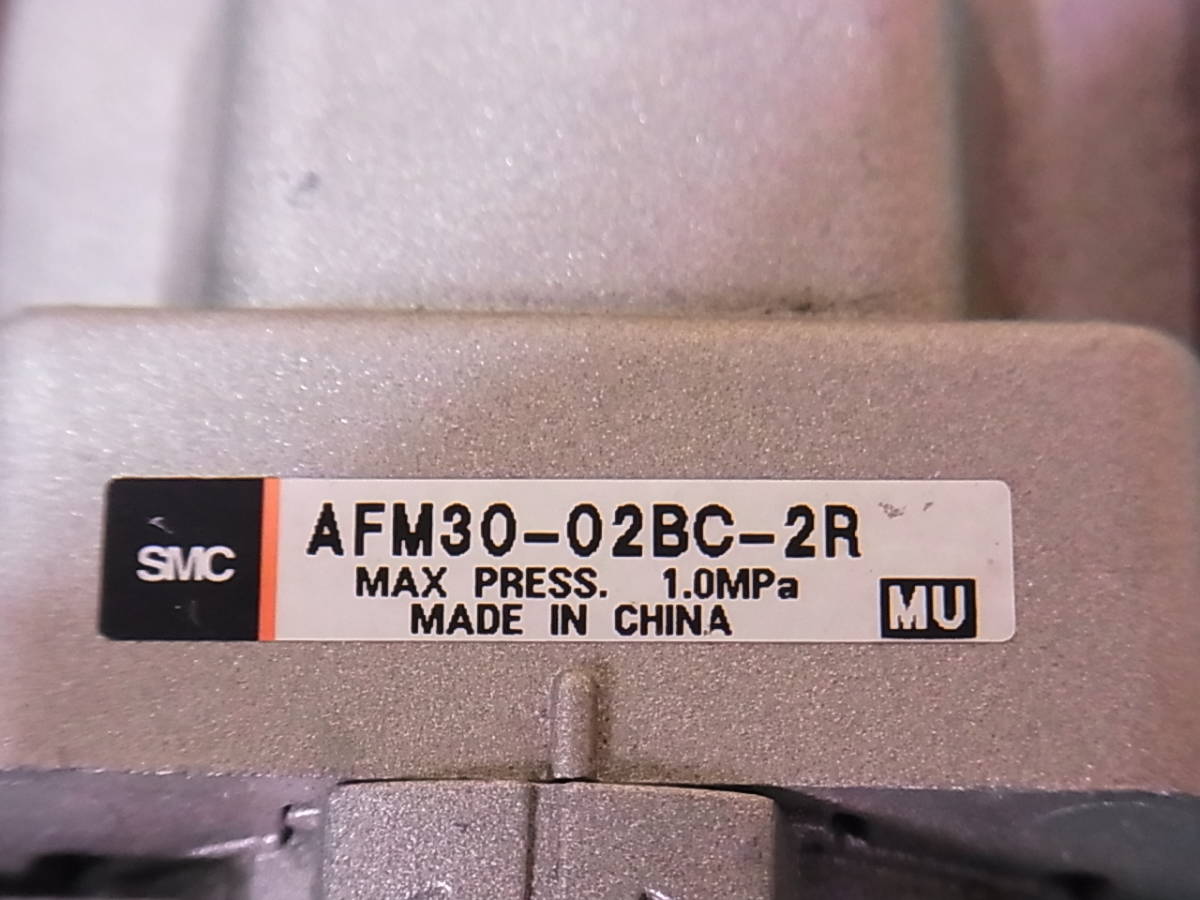 SMC
AFM30-02BC-2R
MAX PRESS. 1.0MPa
MADE IN CHINA
MU